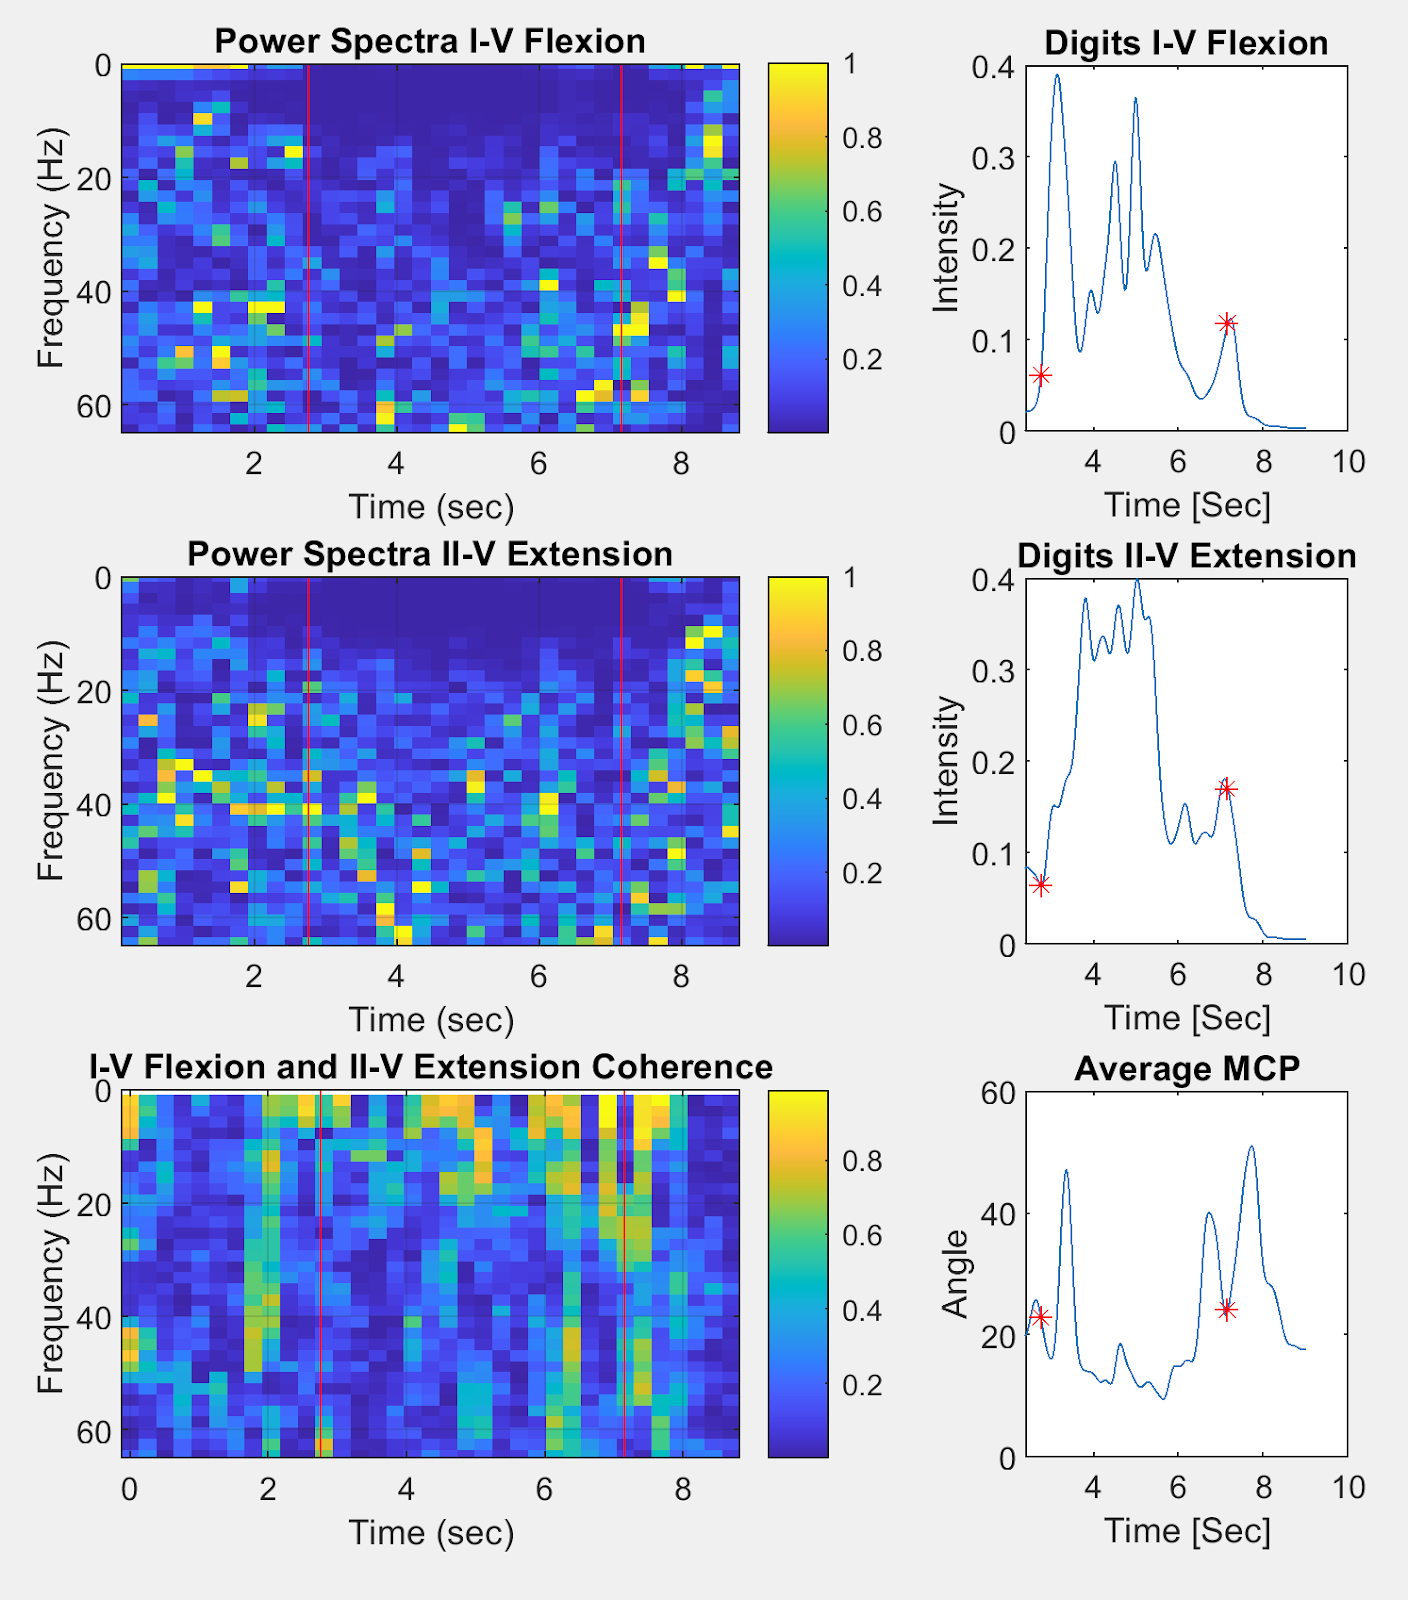 Power Spectra I-V Flexion
0
20
40
60
Frequency (Hz)
2 4 6 8
Time (sec)
1
0.8
0.6
0.4
0.2
Digits I-V Flexion
0.4
0.3
0.2
0.1
0
Intensity
4 6 8 10
Time [Sec]
Power Spectra II-V Extension
0
20
40
60
Frequency (Hz)
2 4 6 8
Time (sec)
1
0.8
0.6
0.4
0.2
Digits II-V Extension
0.4
0.3
0.2
0.1
0
Intensity
4 6 8 10
Time [Sec]
I-V Flexion and II-V Extension Coherence
0
20
40
60
Frequency (Hz)
0 2 4 6 8
Time (sec)
0.8
0.6
0.4
0.2
Average MCP
60
40
20
0
Angle
4 6 8 10
Time [Sec]